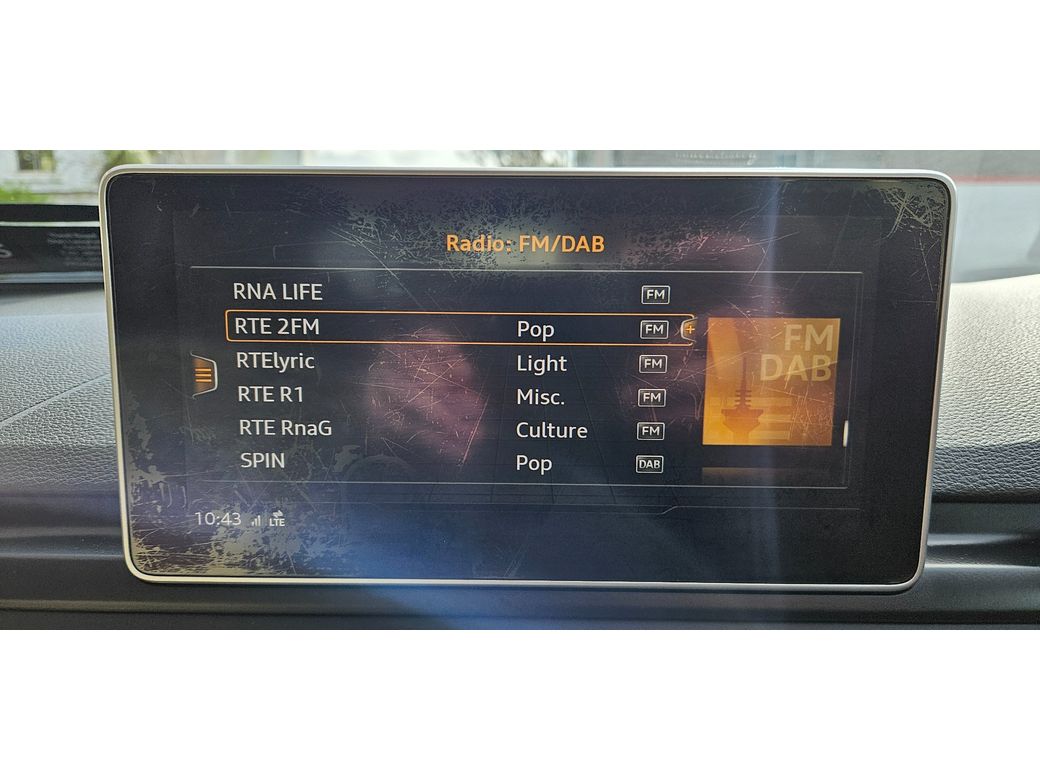 Radio: FM/DAB
RNA LIFE FM
RTE 2FM Pop FM +
FM
DAB
RTElyric Light FM
RTE R1 Misc. FM
RTE RnaG Culture FM
SPIN Pop DAB
10:43 LTE